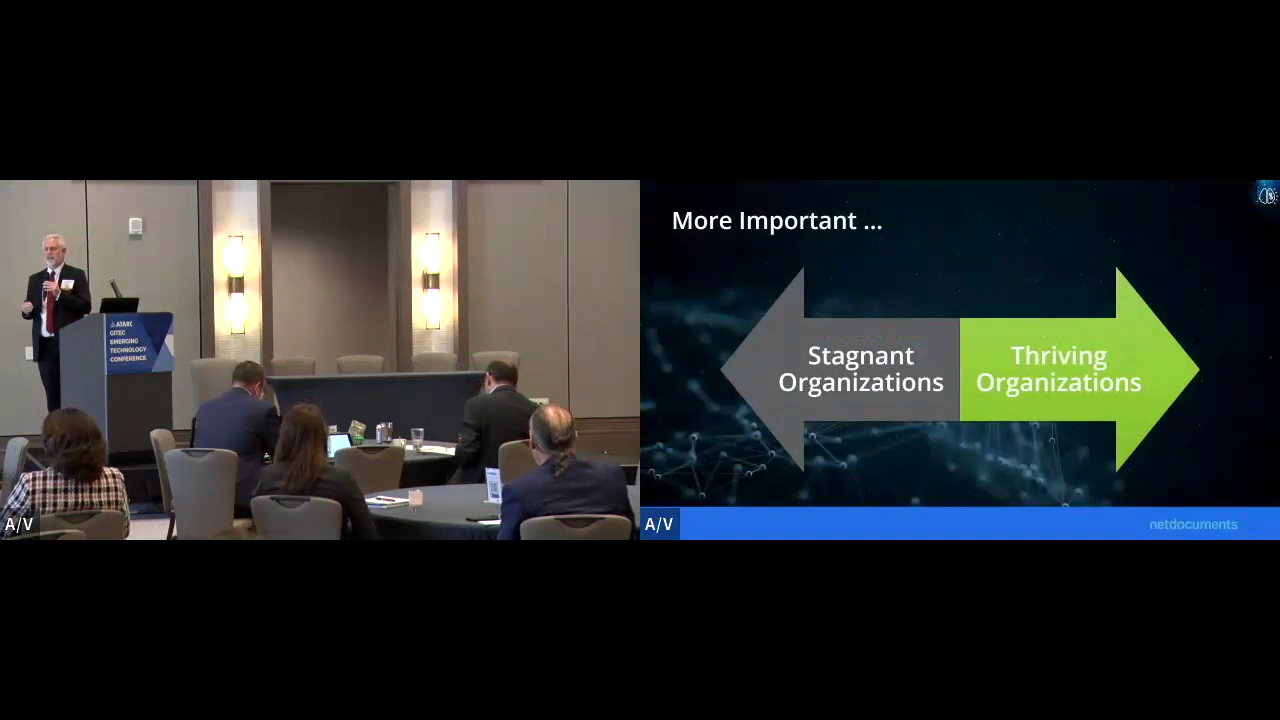 ATARC
GITEC
EMERGING
TECHNOLOGY
CONFERENCE
A/V
More Important ...
Stagnant
Organizations
Thriving
Organizations
A/V
netdocuments